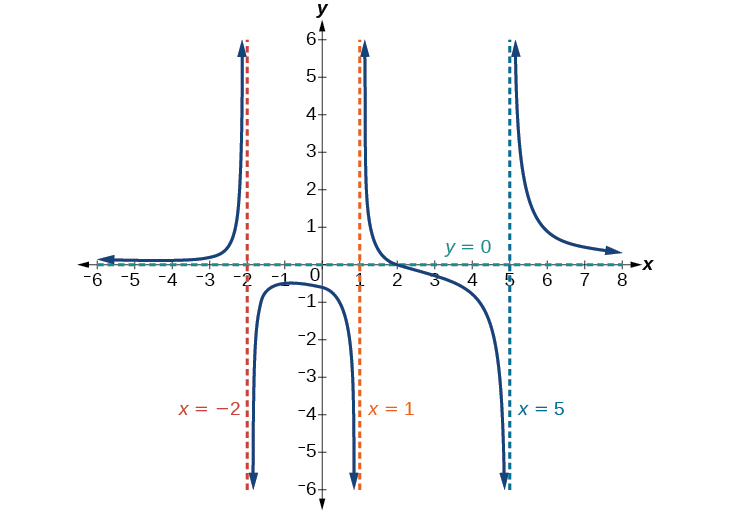 y
6
5
4
3
2
1
y = 0
x
−6 −5 −4 −3 −2 −1 0 1 2 3 4 5 6 7 8
−1
−2
−3
x = −2 x = 1 x = 5
−4
−5
−6